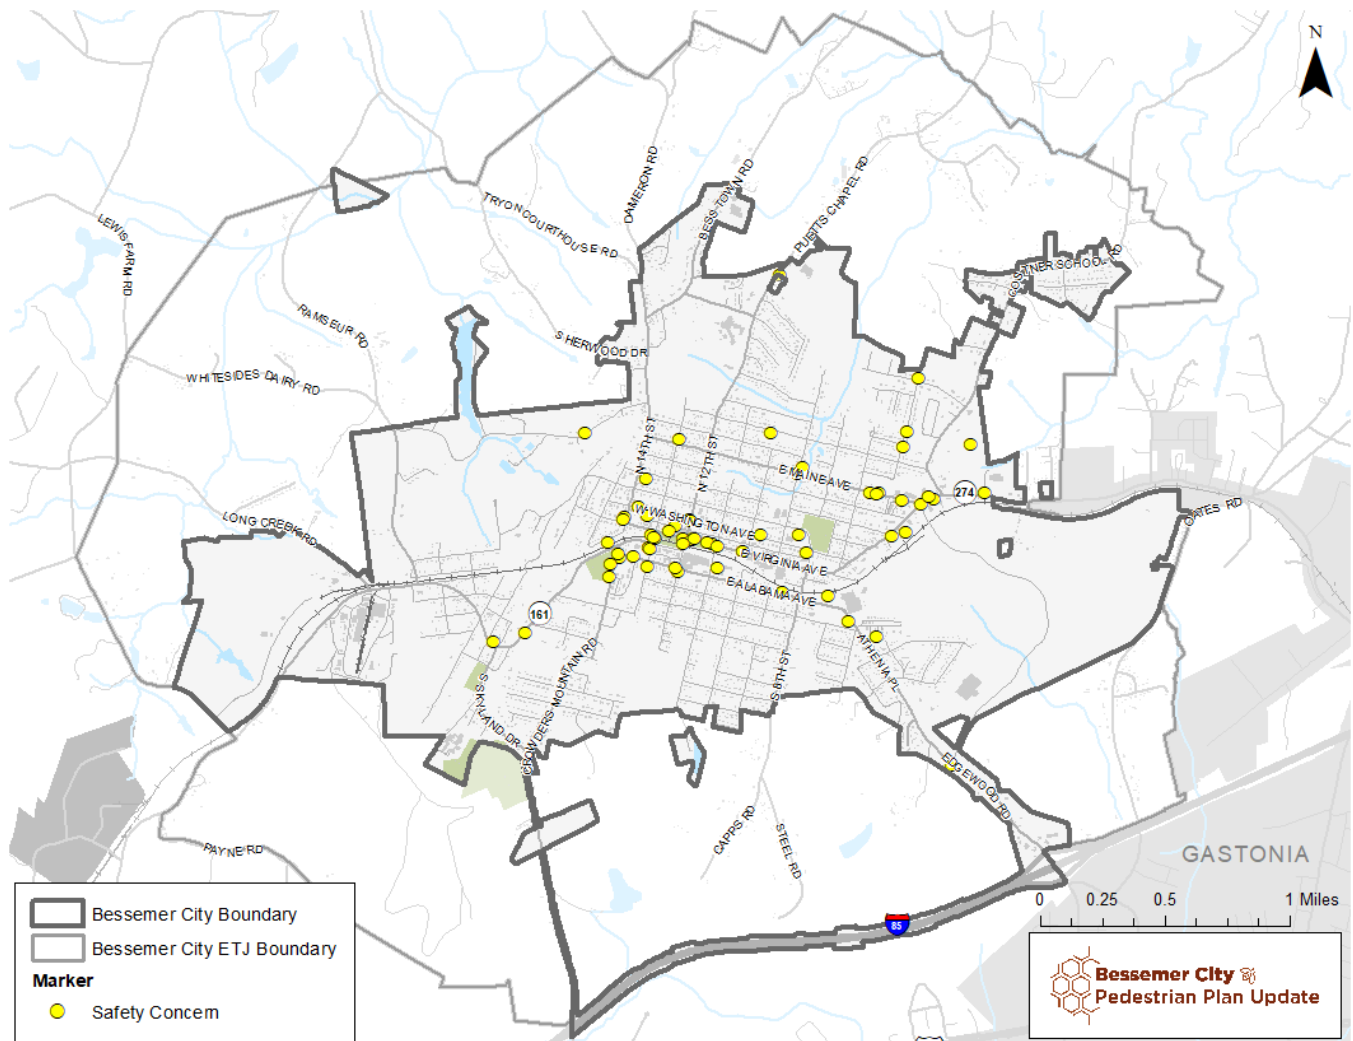 N
DAMERON RD
BESS TOWN RD
PUETTS CHAPEL RD
TRYON COURTHOUSE RD
LEWIS FARM RD
COSTNER SCHOOL RD
RAMSEUR RD
SHERWOOD DR
WHITESIDES DAIRY RD
N 14TH ST
N 12TH ST
E MAINE AVE
274
OATES RD
LONG CREEK RD
W WASHINGTON AVE
E VIRGINIA AVE
E ALABAMA AVE
161
CROWDERS MOUNTAIN RD
S 8TH ST
ATHENIA PL
S SKYLAND DR
EDGEWOOD RD
CAPPS RD
STEEL RD
PAYNE RD
GASTONIA
85
0 0.25 0.5 1 Miles
Bessemer City Boundary
Bessemer City ETJ Boundary
Marker
Safety Concern
Bessemer City
Pedestrian Plan Update